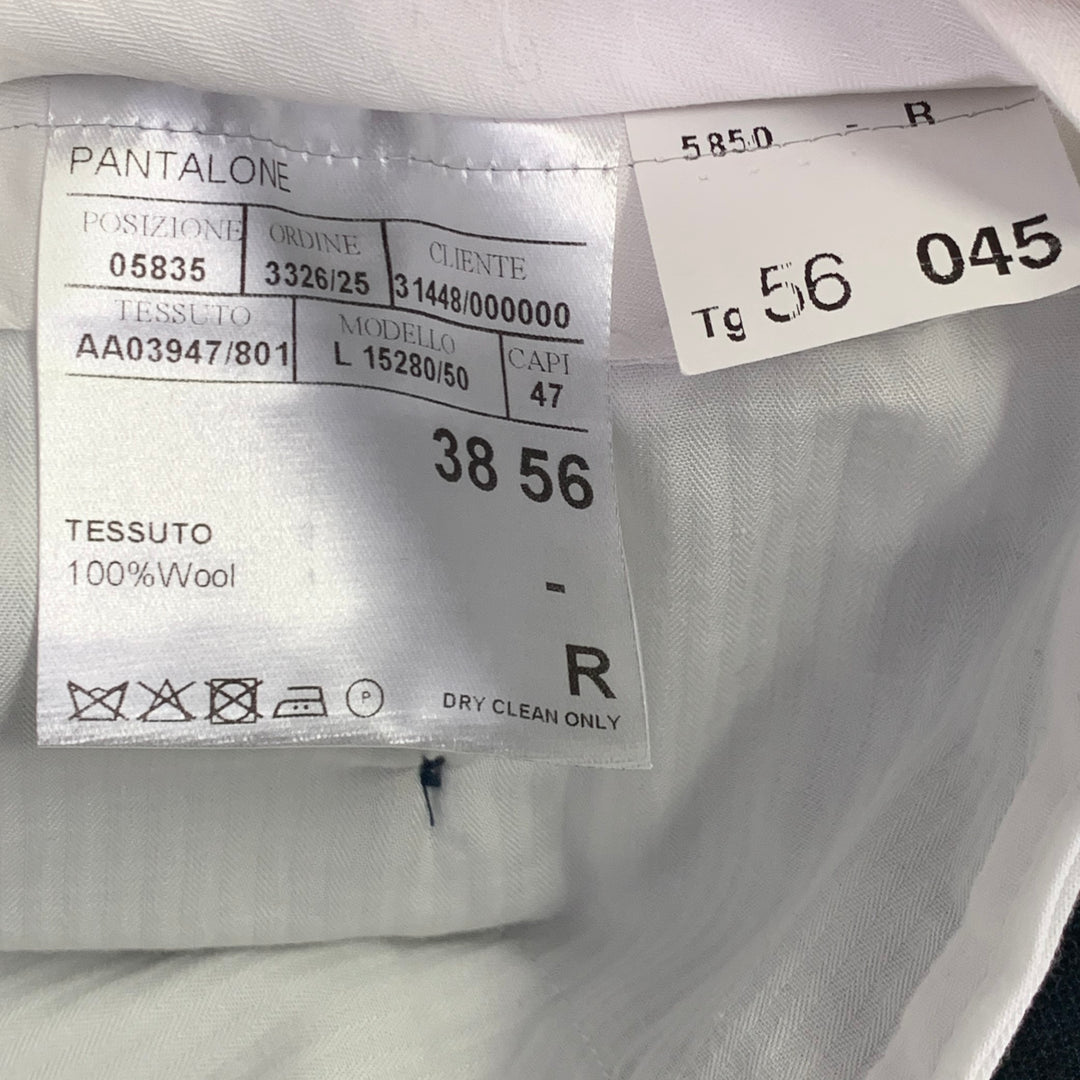 PANTALONE
POSIZIONE ORDINE CLIENTE
05835 3326/25 31448/000000
TESSUTO MODELLO CAPI
AA03947/801 L 15280/50 47
38 56
TESSUTO
100%Wool
-
R
P
DRY CLEAN ONLY
5850 - R
Tg 56 045